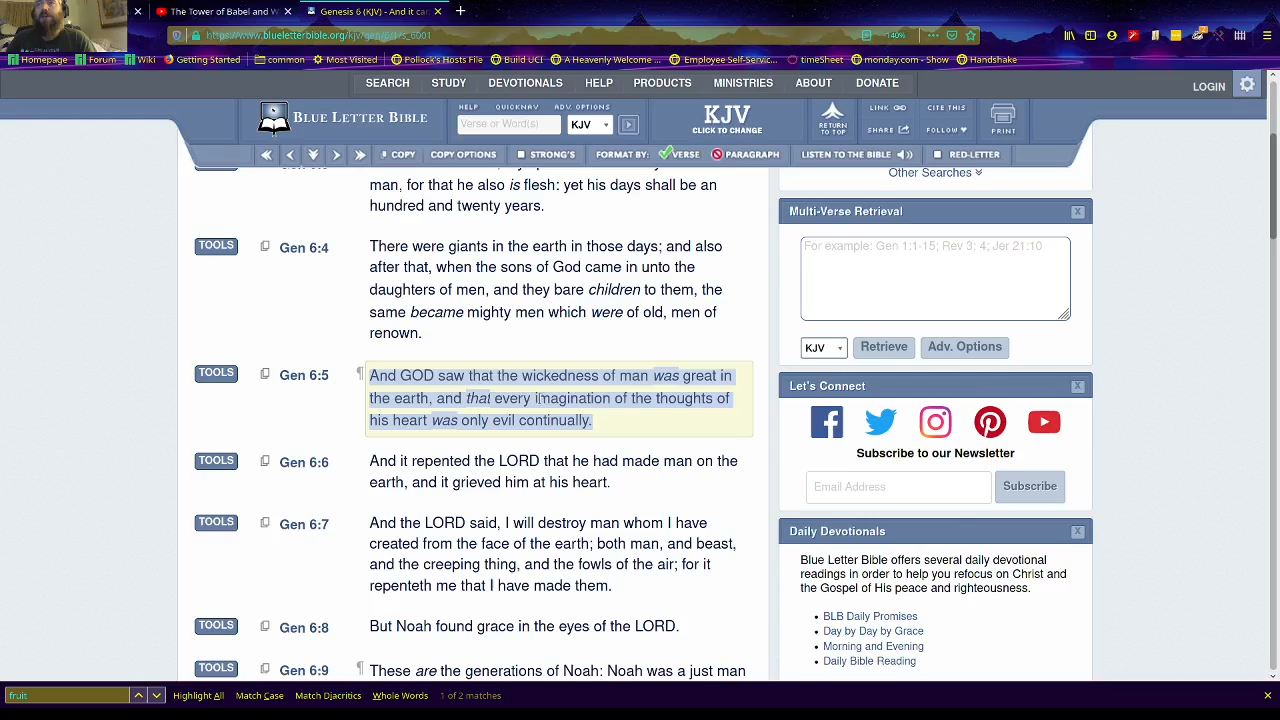 The Tower of Babel and W
Genesis 6 (KJV) - And it ca
https://www.blueletterbible.org/kjv/gen/6/1/s_6001
140%
Homepage Forum Wiki Getting Started common Most Visited Pollock's Hosts File Build UCI A Heavenly Welcome ... Employee Self-Servic... timeSheet monday.com - Show Handshake
SEARCH STUDY DEVOTIONALS HELP PRODUCTS MINISTRIES ABOUT DONATE LOGIN
BLUE LETTER BIBLE
HELP QUICKNAV ADV. OPTIONS
Verse or Word(s) KJV
KJV
CLICK TO CHANGE
RETURN TO TOP
LINK CITE THIS
SHARE FOLLOW PRINT
COPY COPY OPTIONS STRONG'S FORMAT BY: VERSE PARAGRAPH LISTEN TO THE BIBLE RED-LETTER
man, for that he also is flesh: yet his days shall be an
hundred and twenty years.
TOOLS Gen 6:4 There were giants in the earth in those days; and also
after that, when the sons of God came in unto the
daughters of men, and they bare children to them, the
same became mighty men which were of old, men of
renown.
TOOLS Gen 6:5 ¶ And GOD saw that the wickedness of man was great in
the earth, and that every imagination of the thoughts of
his heart was only evil continually.
TOOLS Gen 6:6 And it repented the LORD that he had made man on the
earth, and it grieved him at his heart.
TOOLS Gen 6:7 And the LORD said, I will destroy man whom I have
created from the face of the earth; both man, and beast,
and the creeping thing, and the fowls of the air; for it
repenteth me that I have made them.
TOOLS Gen 6:8 But Noah found grace in the eyes of the LORD.
TOOLS Gen 6:9 ¶ These are the generations of Noah: Noah was a just man
Other Searches
Multi-Verse Retrieval X
For example: Gen 1:1-15; Rev 3; 4; Jer 21:10
KJV Retrieve Adv. Options
Let's Connect X
Subscribe to our Newsletter
Email Address Subscribe
Daily Devotionals X
Blue Letter Bible offers several daily devotional
readings in order to help you refocus on Christ and
the Gospel of His peace and righteousness.
BLB Daily Promises
Day by Day by Grace
Morning and Evening
Daily Bible Reading
fruit Highlight All Match Case Match Diacritics Whole Words 1 of 2 matches